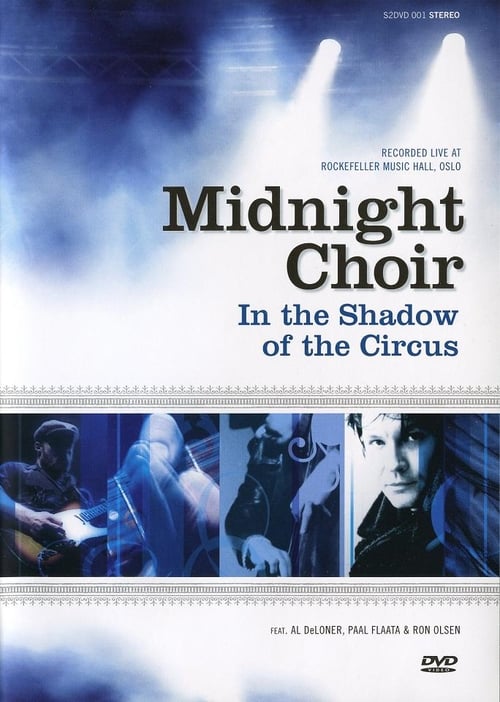 S2DVD 001 STEREO
RECORDED LIVE AT
ROCKEFELLER MUSIC HALL, OSLO
Midnight
Choir
In the Shadow
of the Circus
FEAT. AL DeLONER, PAAL FLAATA & RON OLSEN
DVD
VIDEO